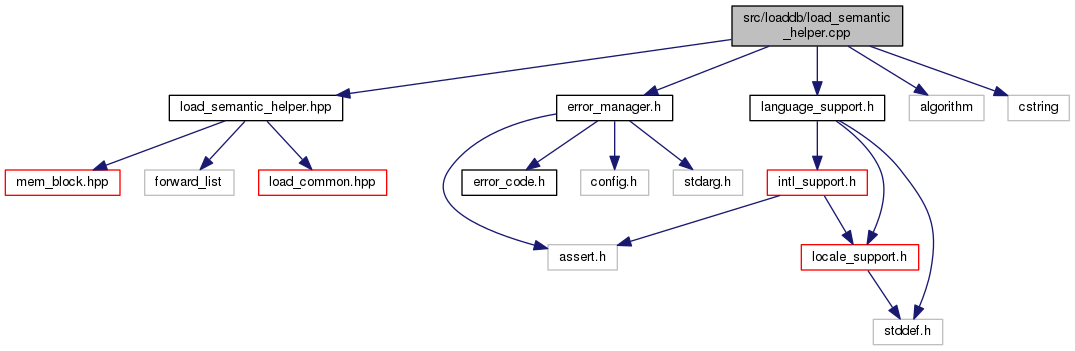 src/loaddb/load_semantic
_helper.cpp
load_semantic_helper.hpp
error_manager.h
language_support.h
algorithm
cstring
mem_block.hpp
forward_list
load_common.hpp
error_code.h
config.h
stdarg.h
intl_support.h
assert.h
locale_support.h
stddef.h